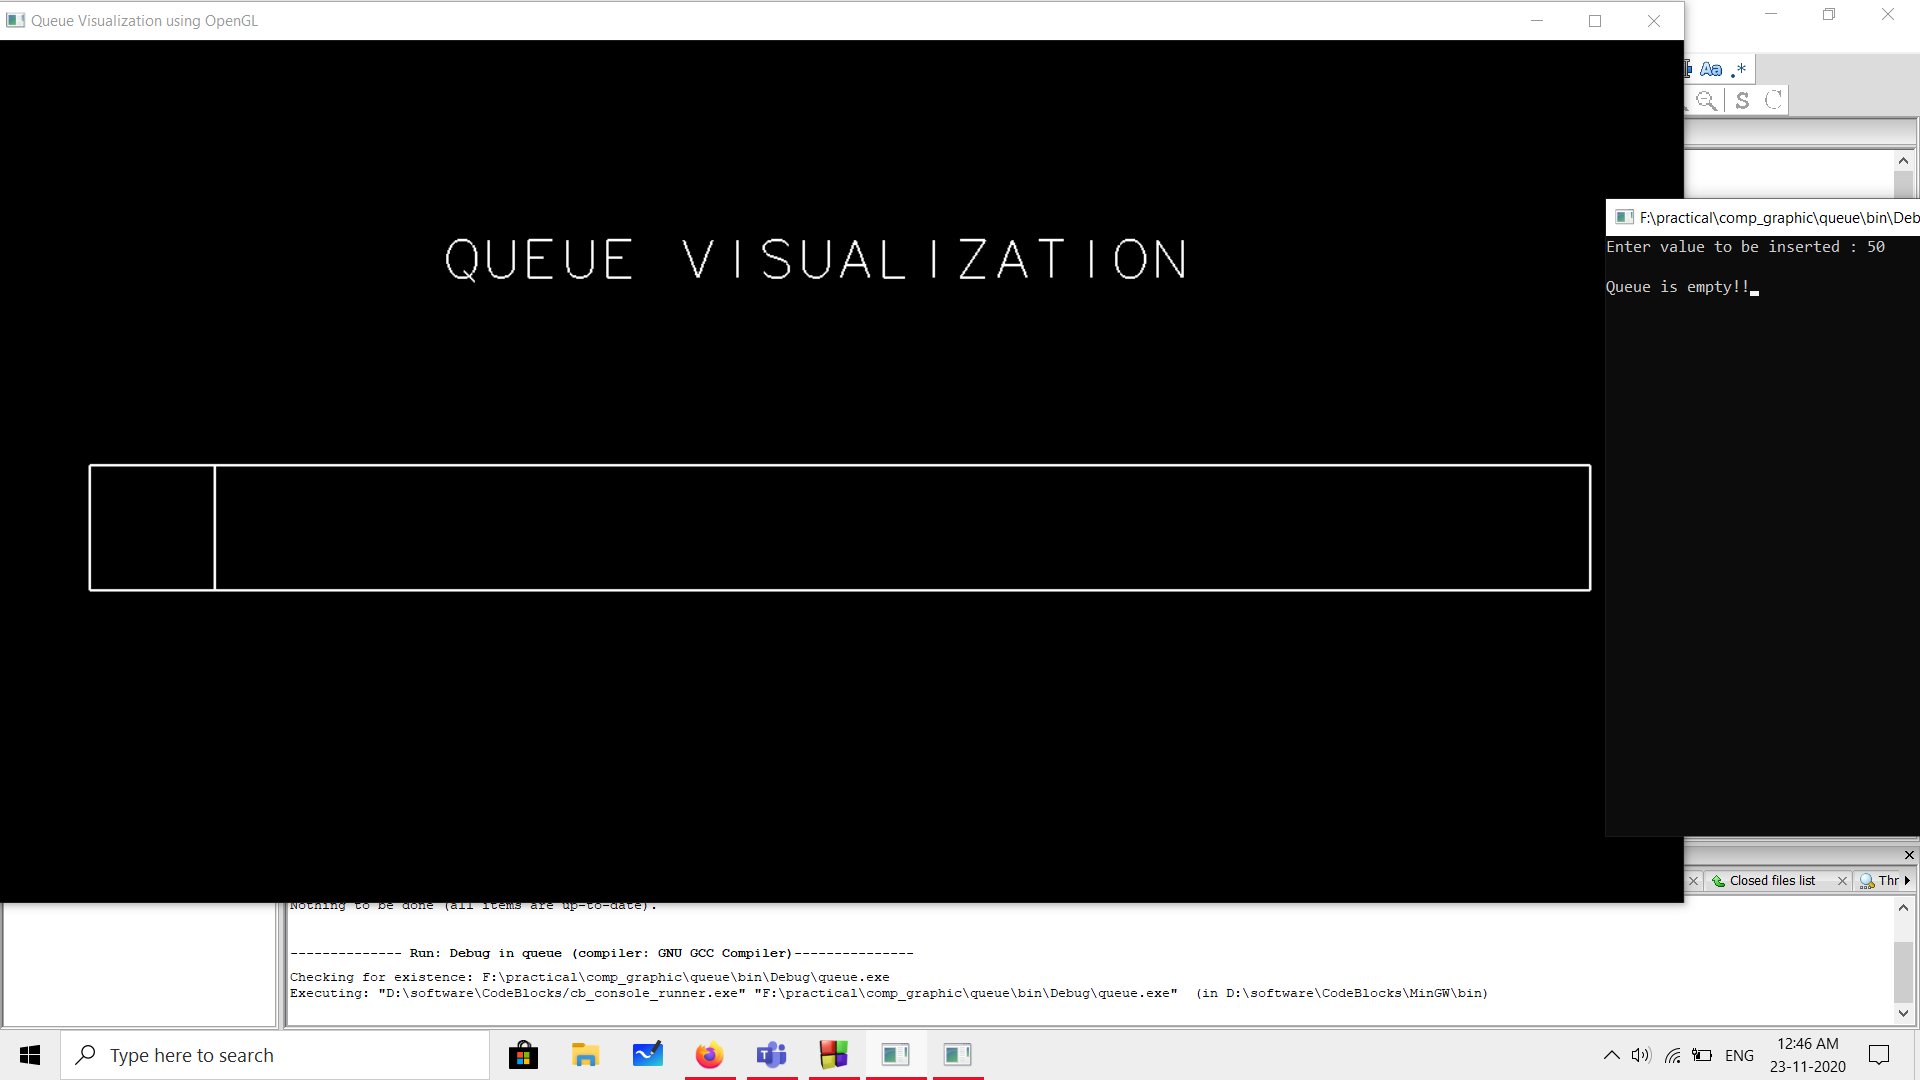 Queue Visualization using OpenGL
Aa .*
S C
QUEUE VISUALIZATION
F:\practical\comp_graphic\queue\bin\Deb
Enter value to be inserted : 50
Queue is empty!!
Closed files list
Thr
Nothing to be done (all items are up-to-date).
-------------- Run: Debug in queue (compiler: GNU GCC Compiler)---------------
Checking for existence: F:\practical\comp_graphic\queue\bin\Debug\queue.exe
Executing: "D:\software\CodeBlocks/cb_console_runner.exe" "F:\practical\comp_graphic\queue\bin\Debug\queue.exe"  (in D:\software\CodeBlocks\MinGW\bin)
Type here to search
ENG
12:46 AM
23-11-2020